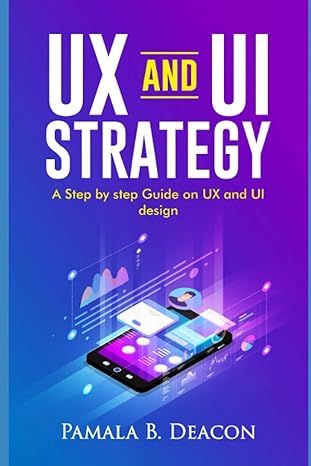 UX AND UI
STRATEGY
A Step by step Guide on UX and UI
design
PAMALA B. DEACON